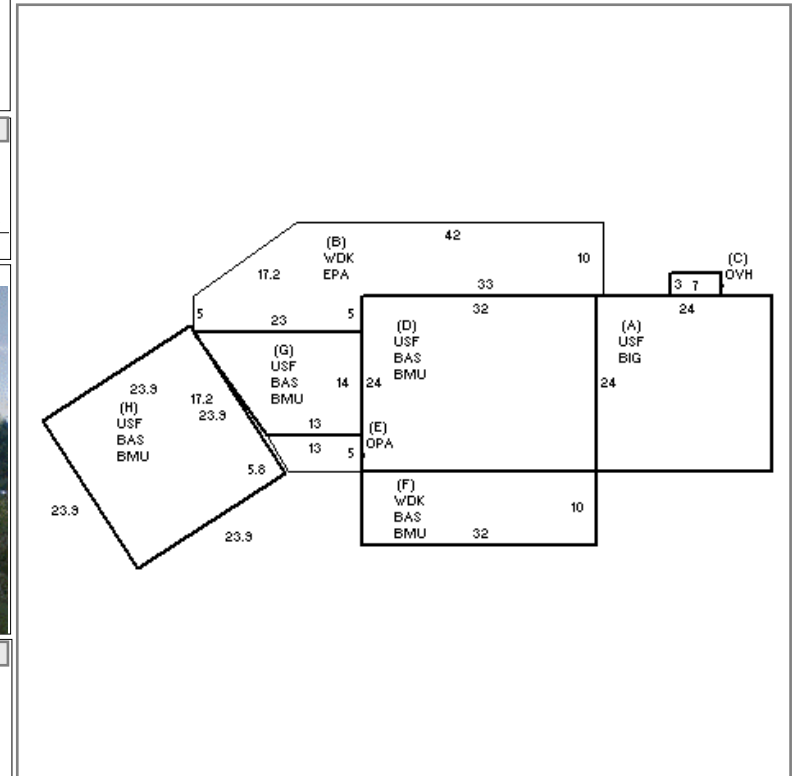 42
(B)
WDK
EPA
10
17.2
(C)
OVH
33
3 7
5
23
5
32
24
(D)
USF
BAS
BMU
(A)
USF
BIG
(G)
USF
BAS
BMU
14
24
24
23.9
17.2
23.9
(H)
USF
BAS
BMU
13
(E)
OPA
13
5
5.8
(F)
WDK
BAS
BMU
10
32
23.9
23.9